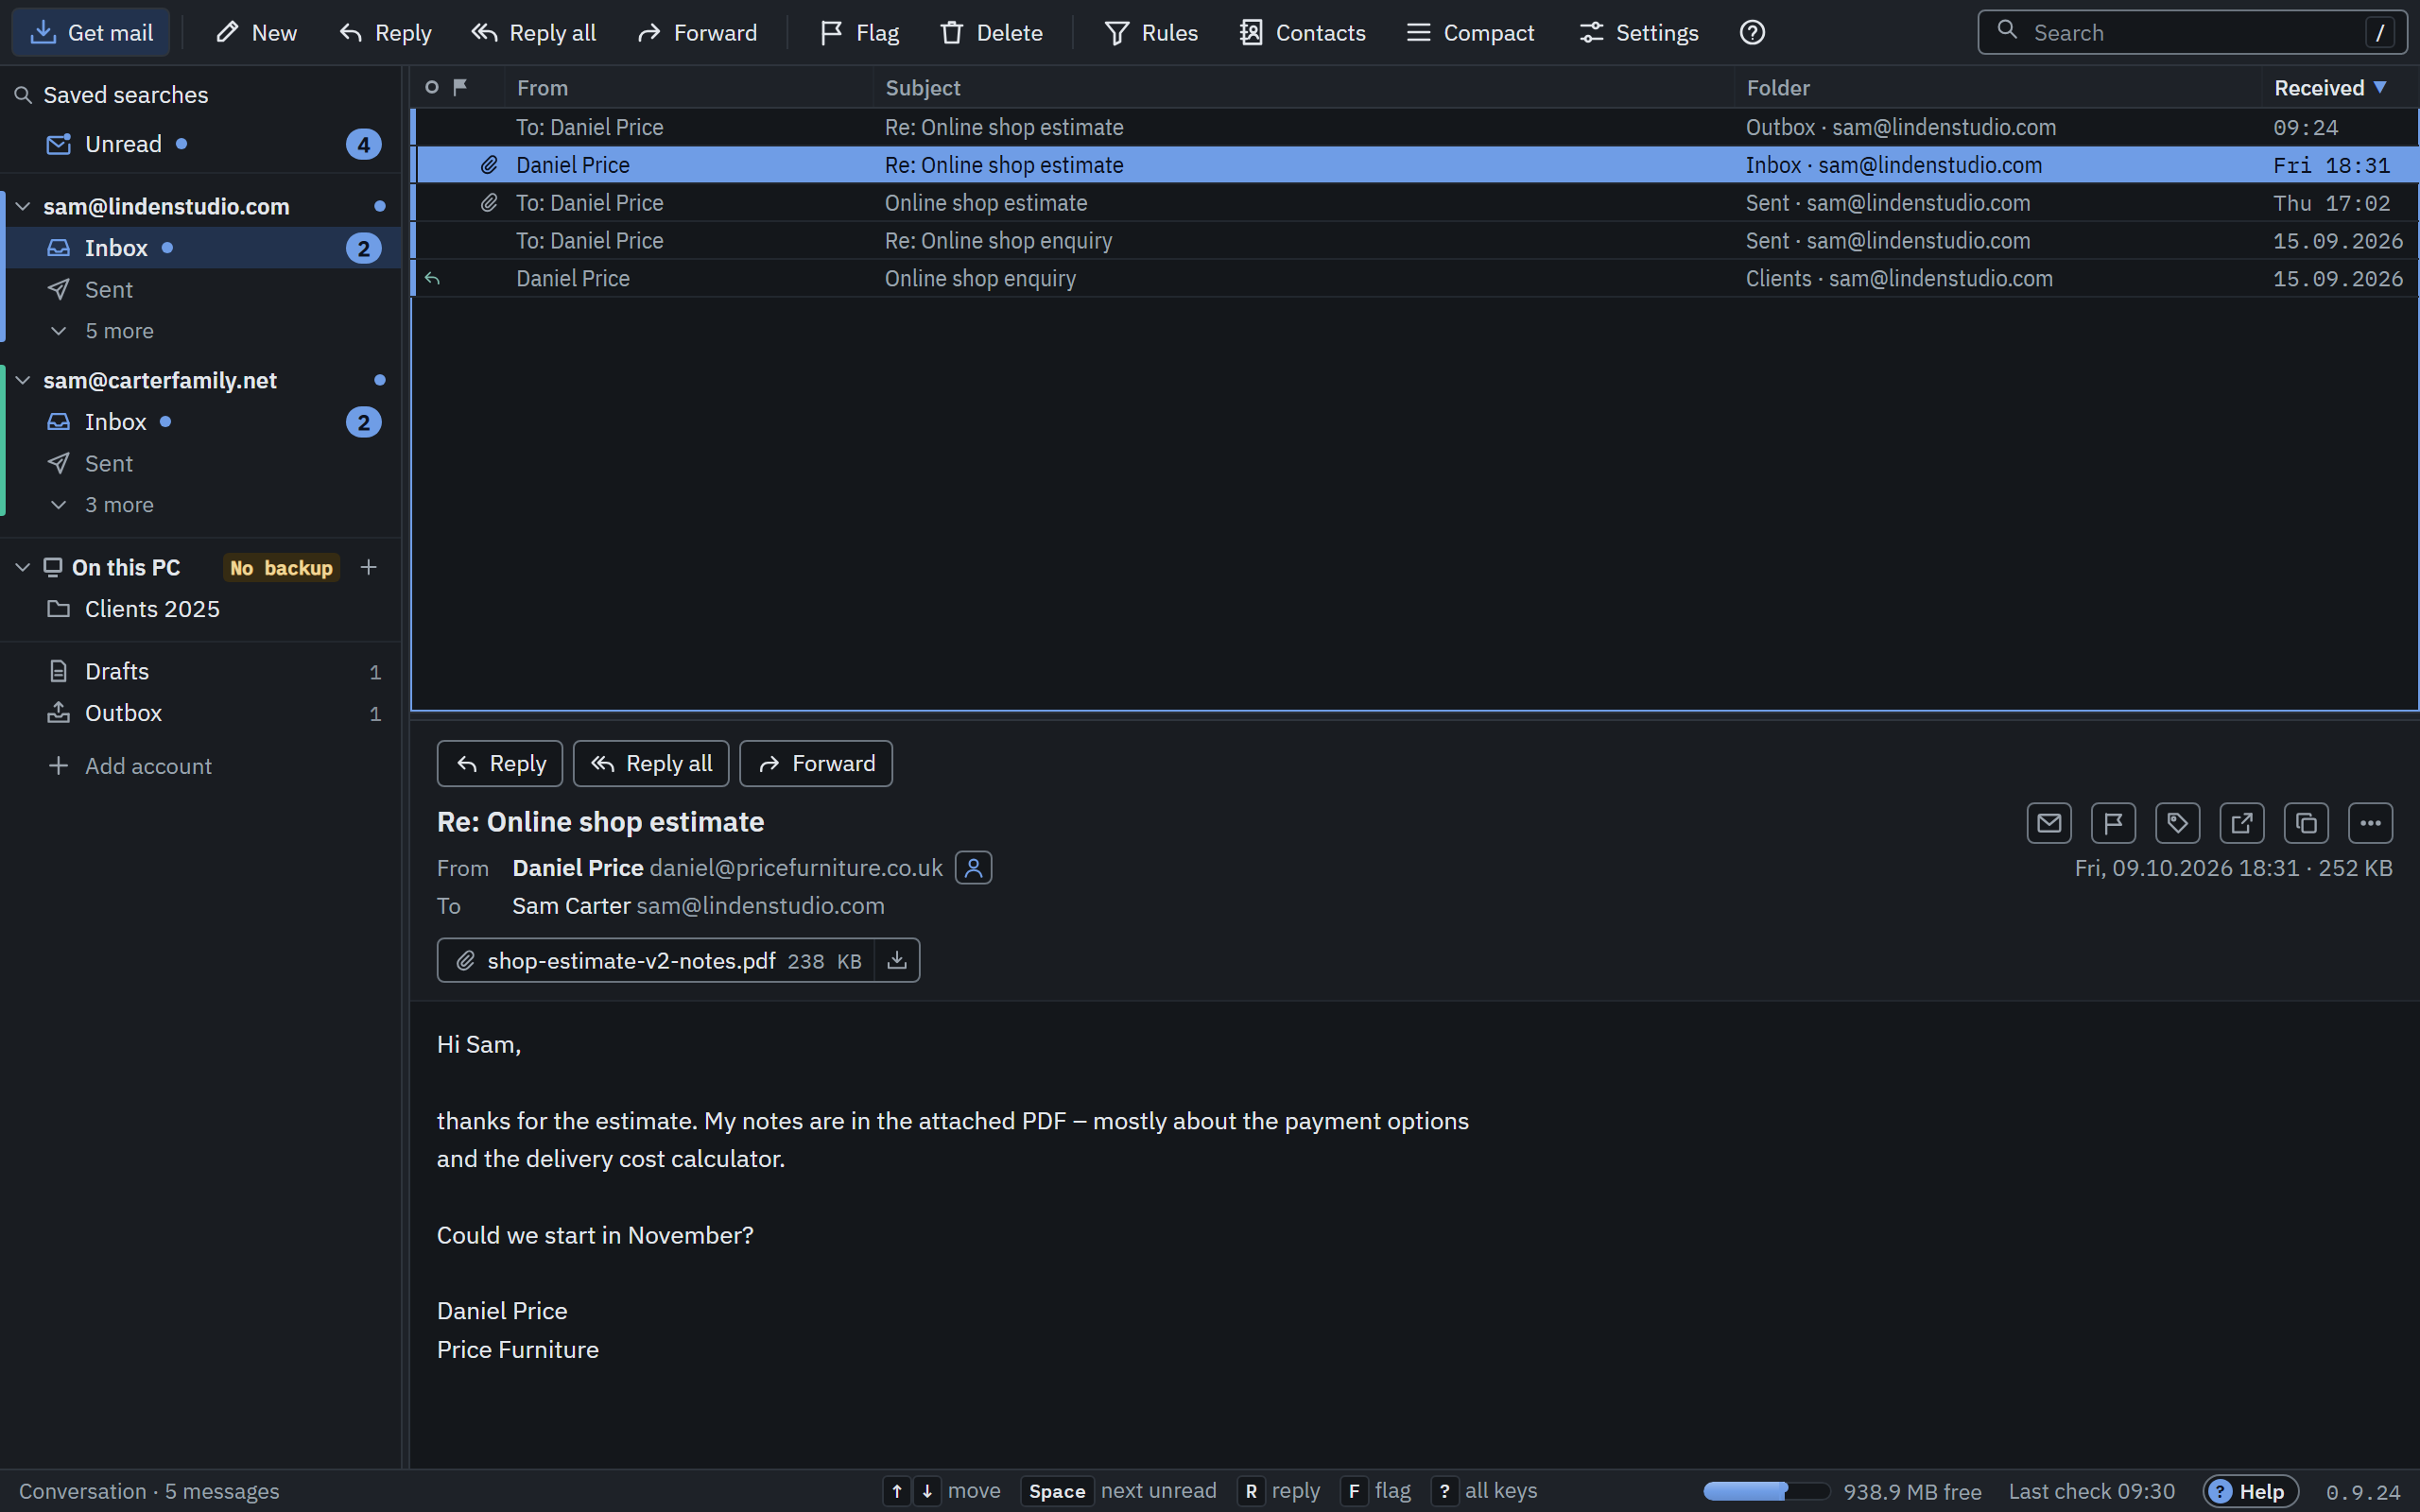 Get mail New Reply Reply all Forward Flag Delete Rules Contacts Compact Settings Search /
Saved searches
Unread 4
sam@lindenstudio.com
Inbox 2
Sent
5 more
sam@carterfamily.net
Inbox 2
Sent
3 more
On this PC No backup
Clients 2025
Drafts 1
Outbox 1
Add account
From Subject Folder Received
To: Daniel Price Re: Online shop estimate Outbox · sam@lindenstudio.com 09:24
Daniel Price Re: Online shop estimate Inbox · sam@lindenstudio.com Fri 18:31
To: Daniel Price Online shop estimate Sent · sam@lindenstudio.com Thu 17:02
To: Daniel Price Re: Online shop enquiry Sent · sam@lindenstudio.com 15.09.2026
Daniel Price Online shop enquiry Clients · sam@lindenstudio.com 15.09.2026
Reply Reply all Forward
Re: Online shop estimate
From Daniel Price daniel@pricefurniture.co.uk Fri, 09.10.2026 18:31 · 252 KB
To Sam Carter sam@lindenstudio.com
shop-estimate-v2-notes.pdf 238 KB
Hi Sam,
thanks for the estimate. My notes are in the attached PDF – mostly about the payment options
and the delivery cost calculator.
Could we start in November?
Daniel Price
Price Furniture
Conversation · 5 messages ↑ ↓ move Space next unread R reply F flag ? all keys 938.9 MB free Last check 09:30 ? Help 0.9.24